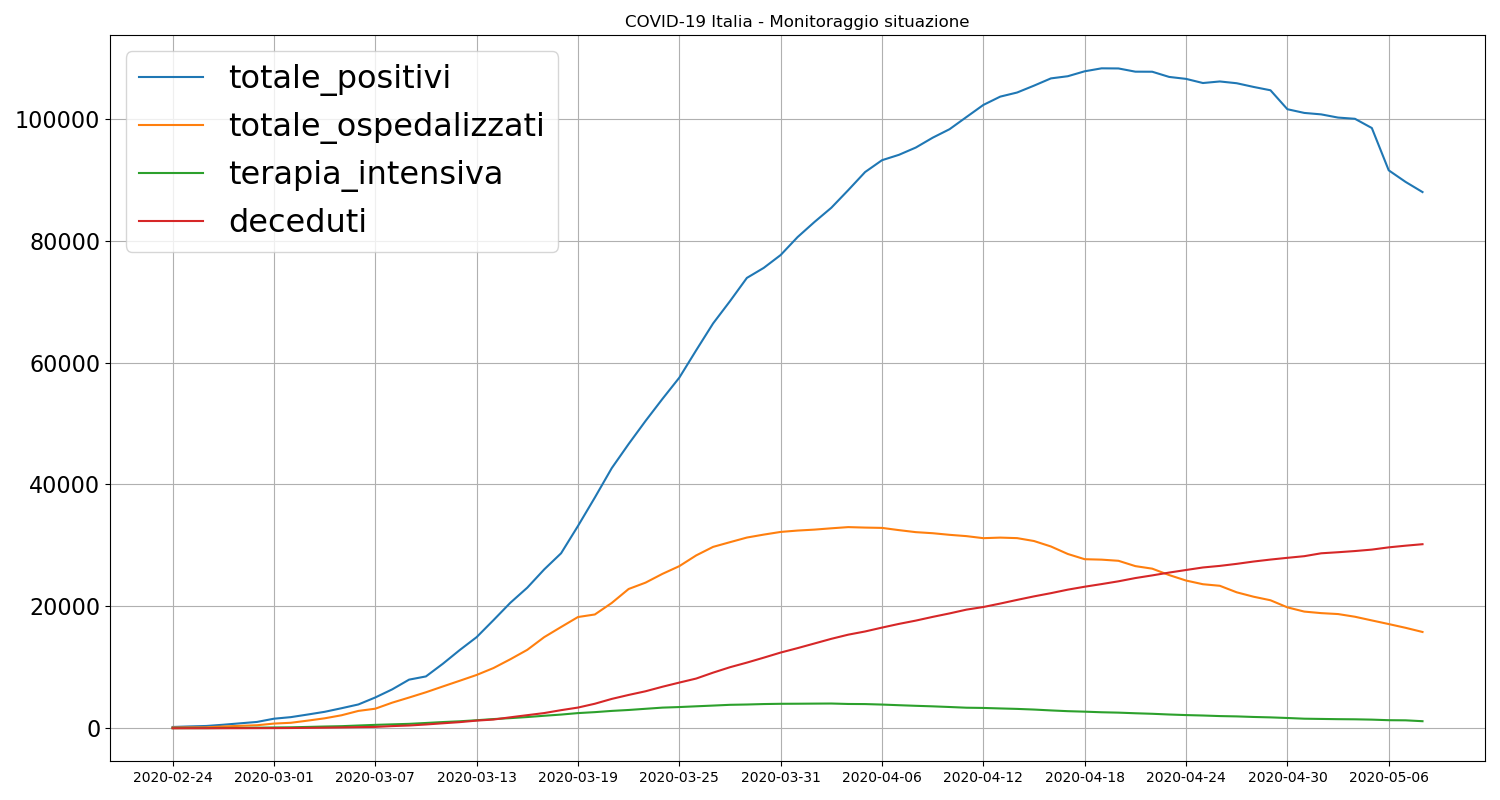 COVID-19 Italia - Monitoraggio situazione
totale_positivi
totale_ospedalizzati
terapia_intensiva
deceduti
100000
80000
60000
40000
20000
0
2020-02-24 2020-03-01 2020-03-07 2020-03-13 2020-03-19 2020-03-25 2020-03-31 2020-04-06 2020-04-12 2020-04-18 2020-04-24 2020-04-30 2020-05-06